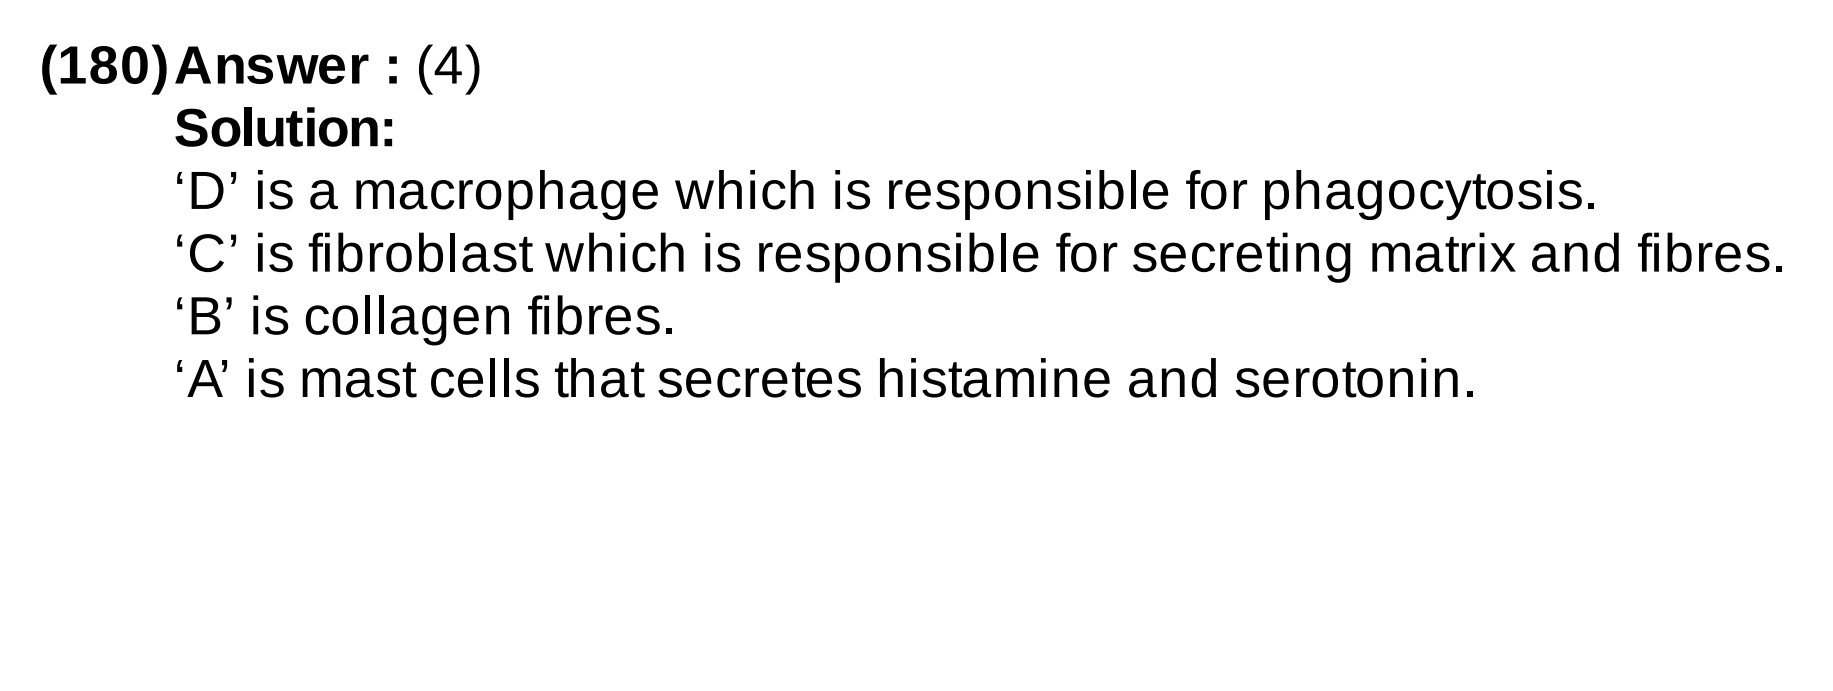 (180) Answer : (4)
Solution:
‘D’ is a macrophage which is responsible for phagocytosis.
‘C’ is fibroblast which is responsible for secreting matrix and fibres.
‘B’ is collagen fibres.
‘A’ is mast cells that secretes histamine and serotonin.